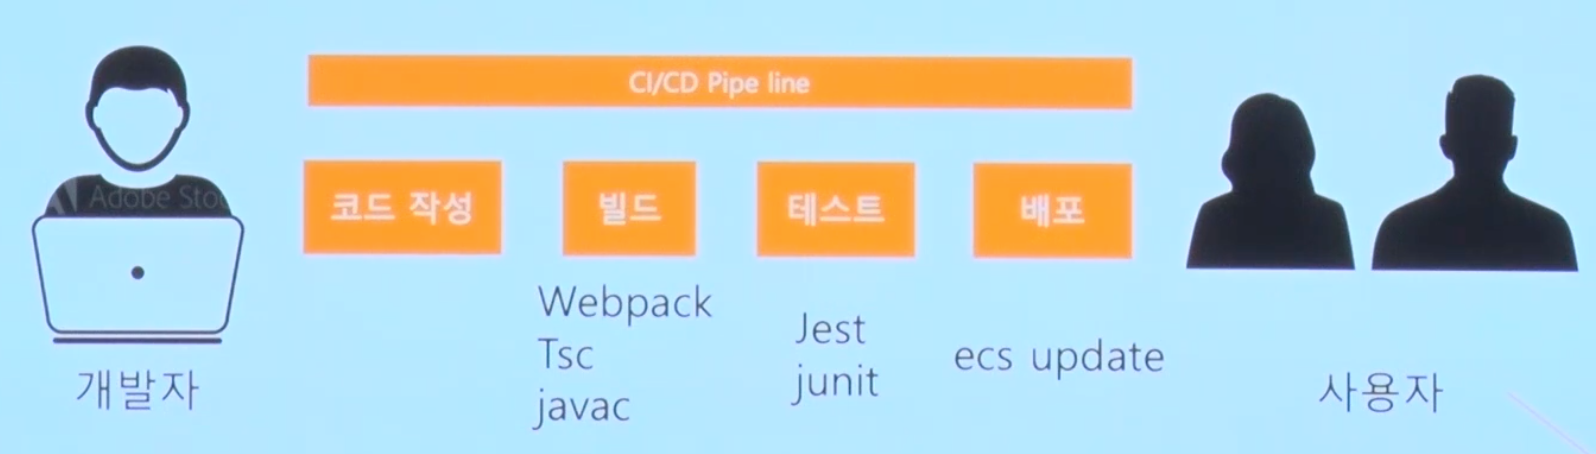 CI/CD Pipe line
Adobe Stoc
코드 작성
빌드
테스트
배포
Webpack
Tsc
javac
Jest
junit
ecs update
개발자
사용자